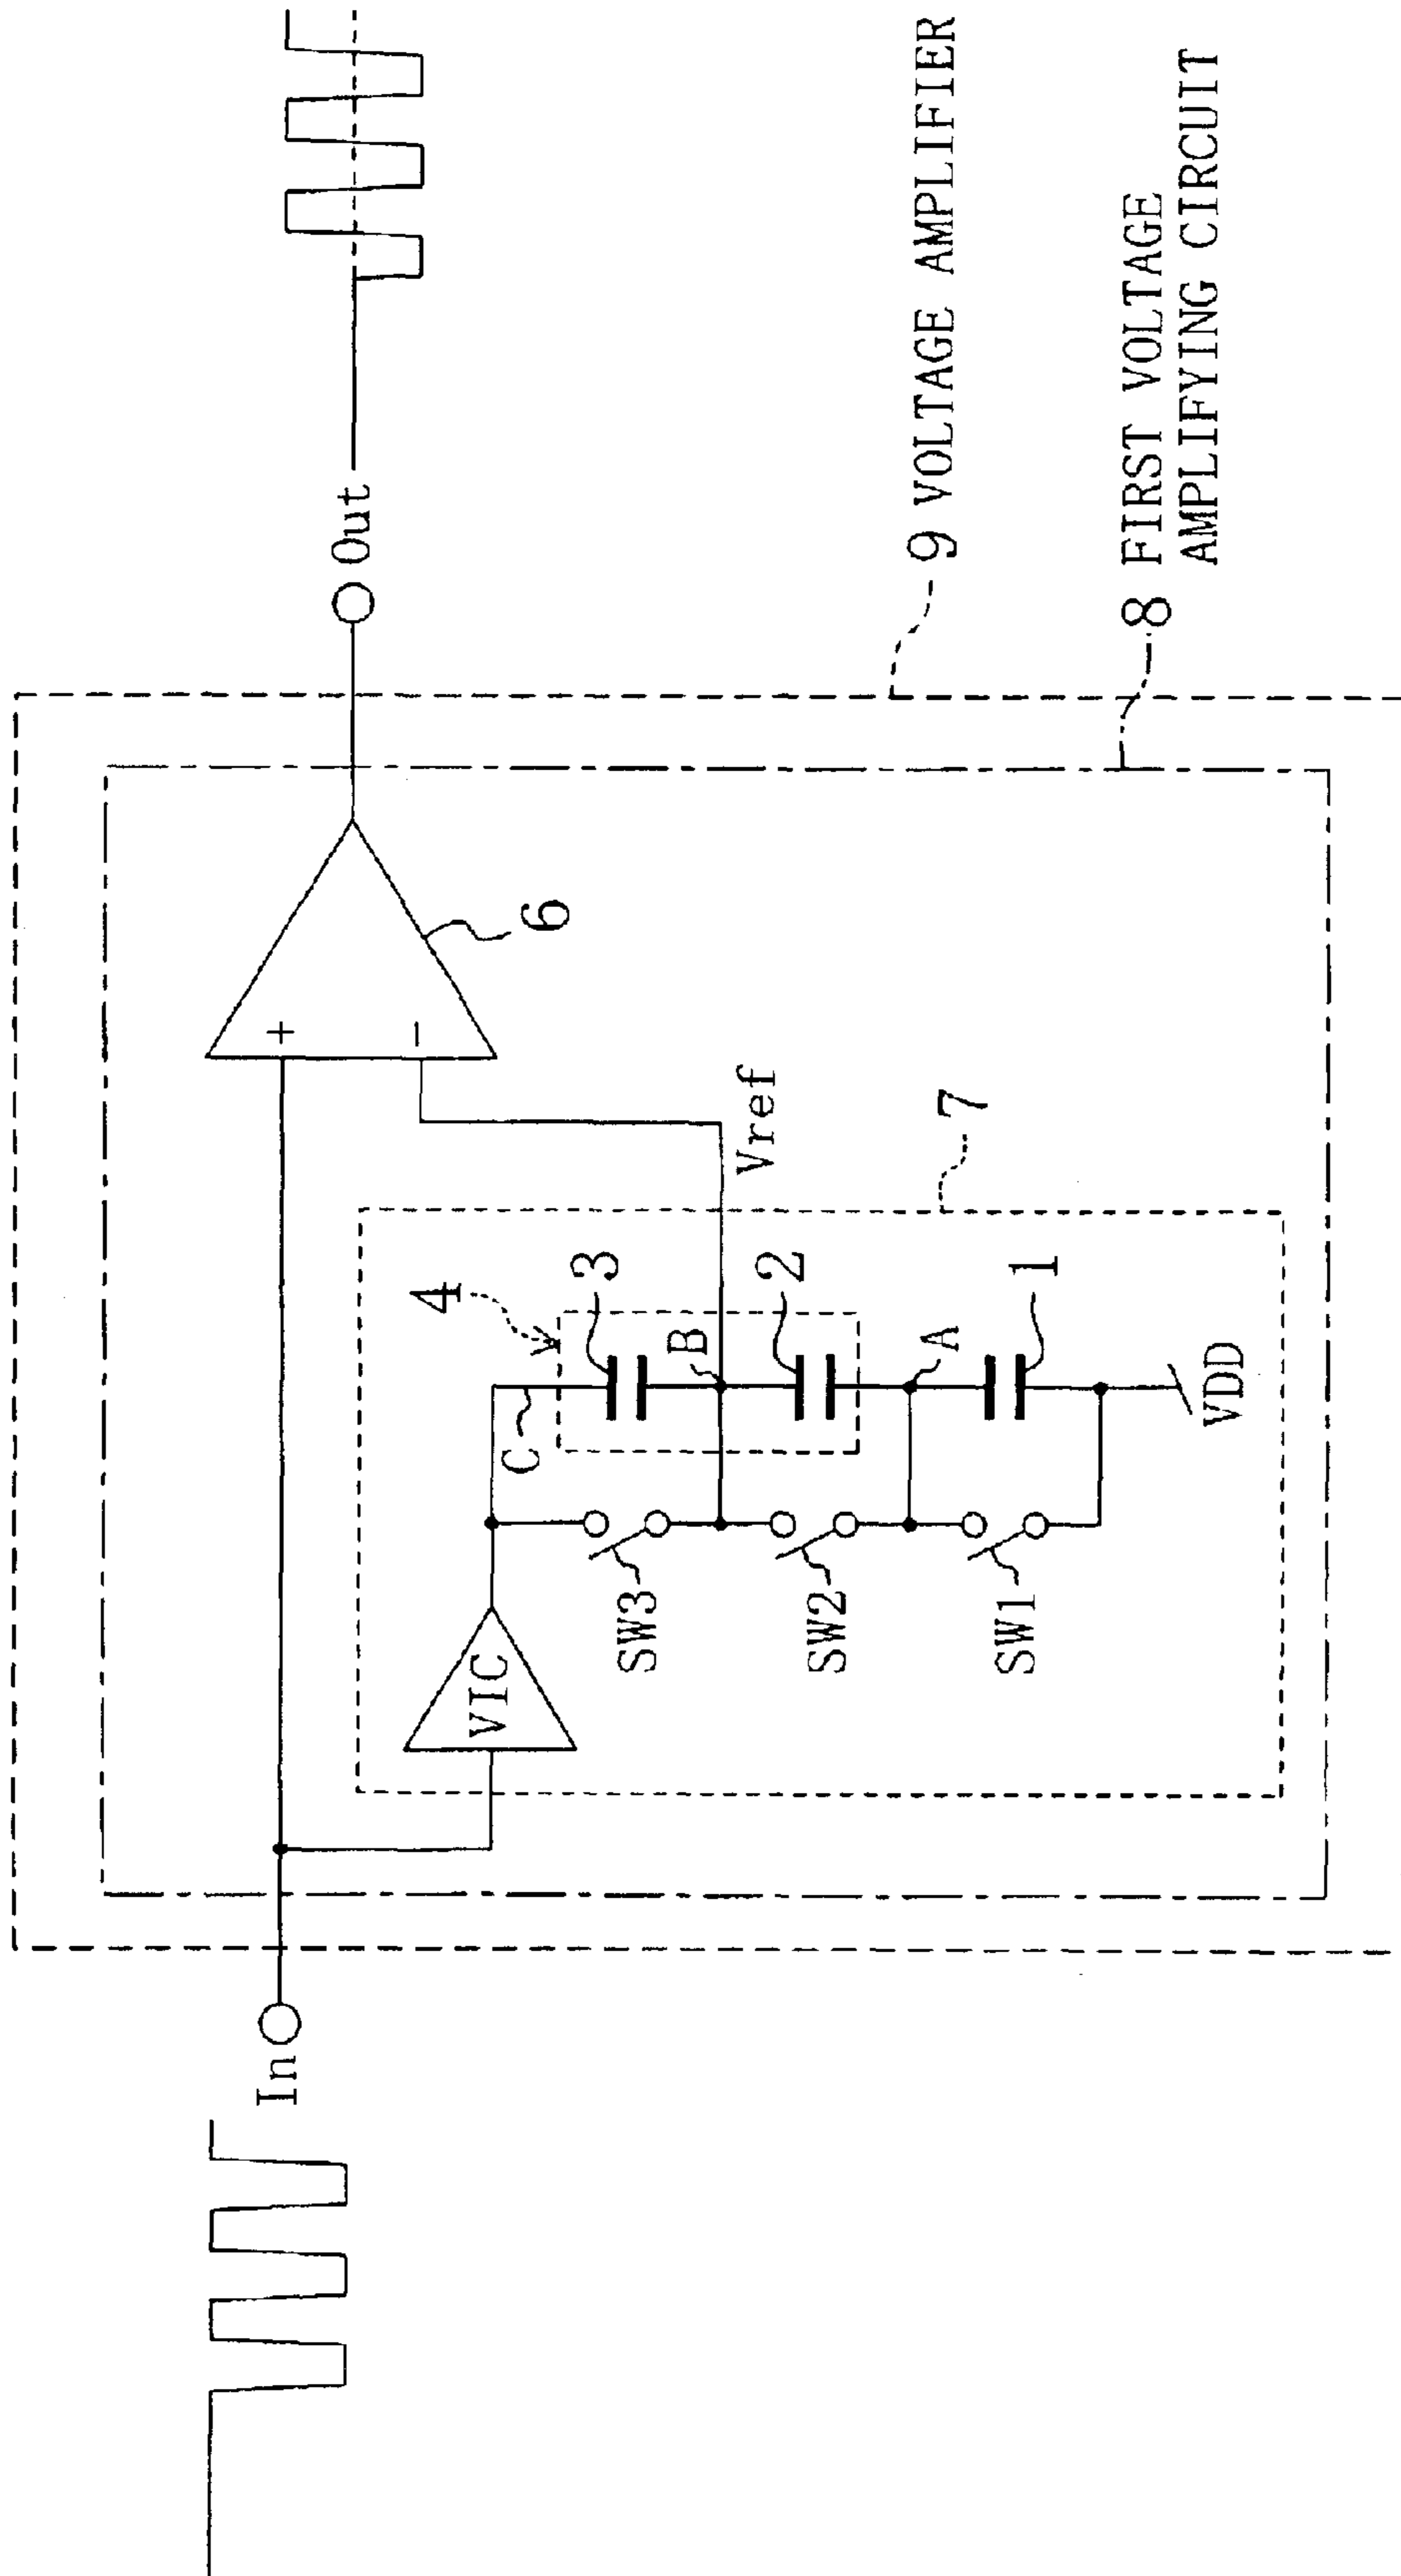 In
Out
+
−
6
VIC
C
4
3
B
Vref
7
SW3
2
SW2
A
1
SW1
VDD
9 VOLTAGE AMPLIFIER
8 FIRST VOLTAGE
AMPLIFYING CIRCUIT